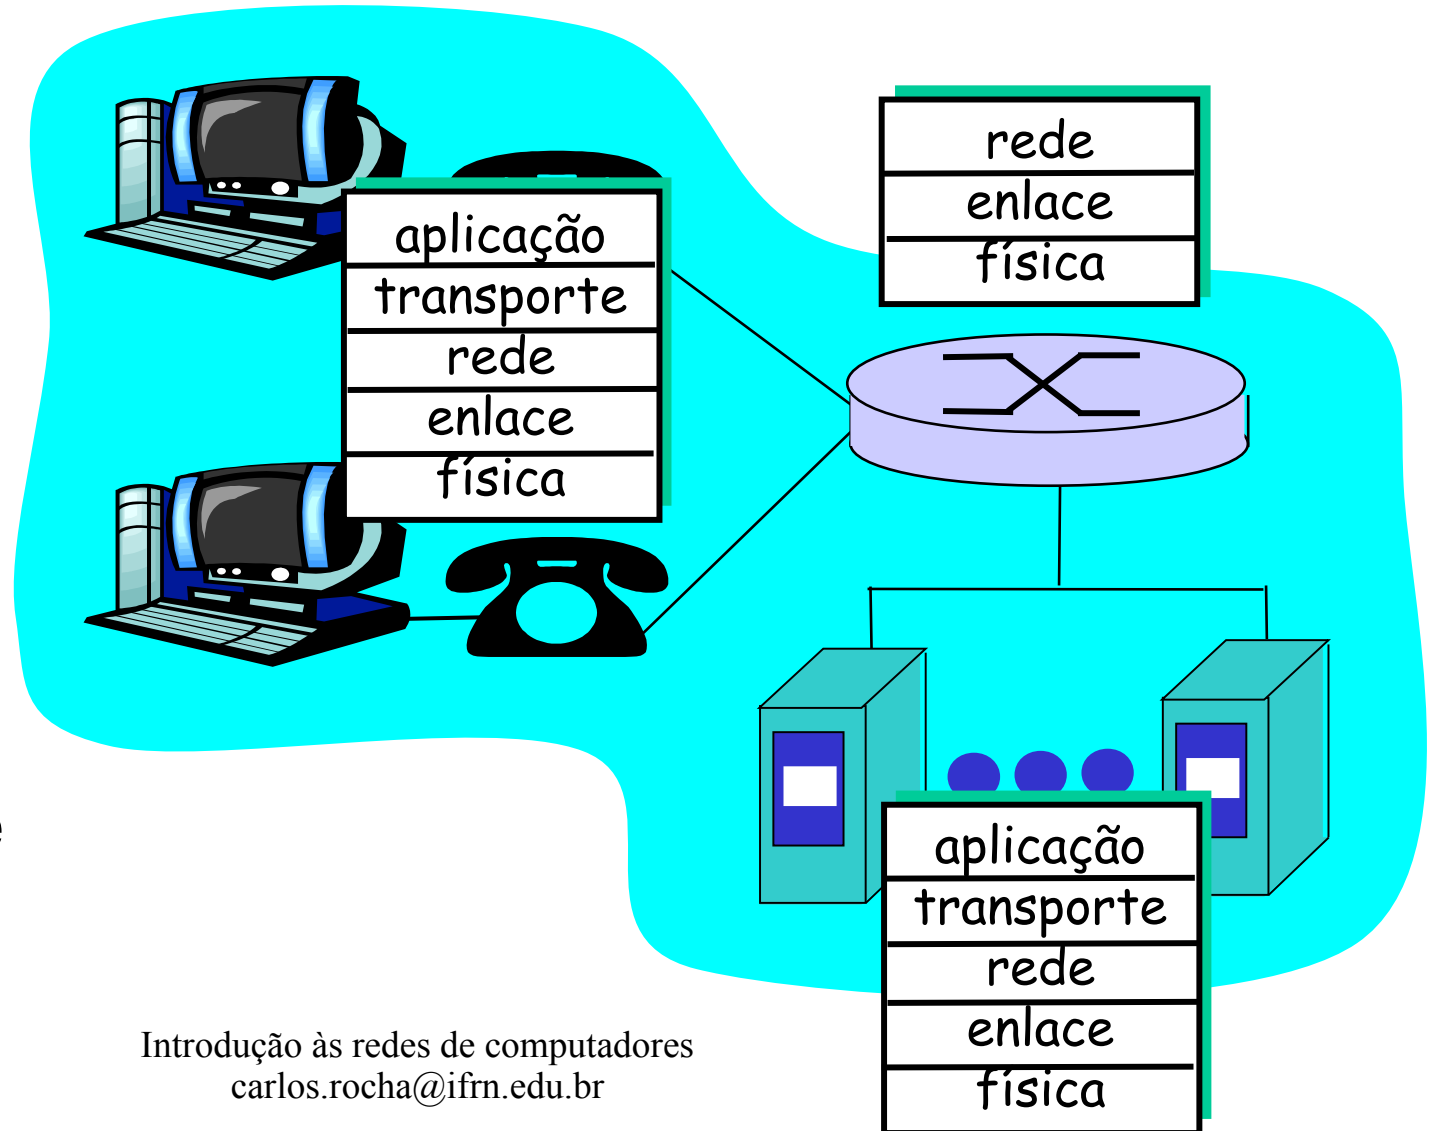 rede
enlace
física
aplicação
transporte
rede
enlace
física
aplicação
transporte
rede
enlace
física
Introdução às redes de computadores
carlos.rocha@ifrn.edu.br